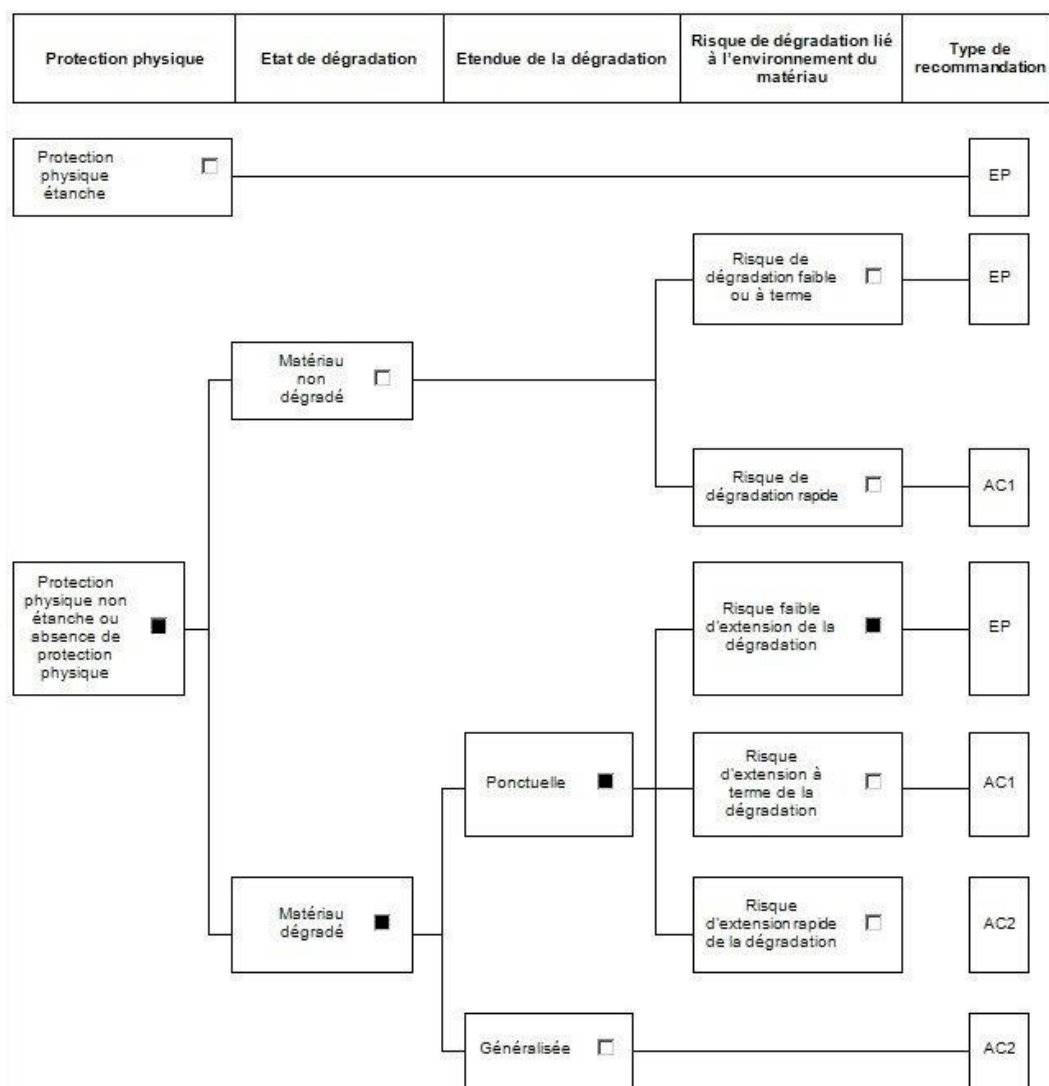 Protection physique
Etat de dégradation
Etendue de la dégradation
Risque de dégradation lié
à l'environnement du
matériau
Type de
recommandation
Protection
physique
étanche
EP
Risque de
dégradation faible
ou à terme
EP
Matériau
non
dégradé
Risque de
dégradation rapide
AC1
Protection
physique non
étanche ou
absence de
protection
physique
Risque faible
d'extension de la
dégradation
EP
Ponctuelle
Risque
d'extension à
terme de la
dégradation
AC1
Matériau
dégradé
Risque
d'extension rapide
de la dégradation
AC2
Généralisée
AC2